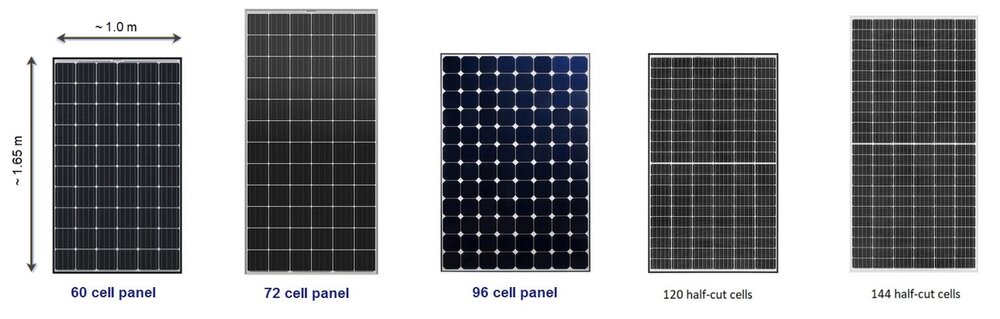 ~ 1.0 m
~ 1.65 m
60 cell panel
72 cell panel
96 cell panel
120 half-cut cells
144 half-cut cells